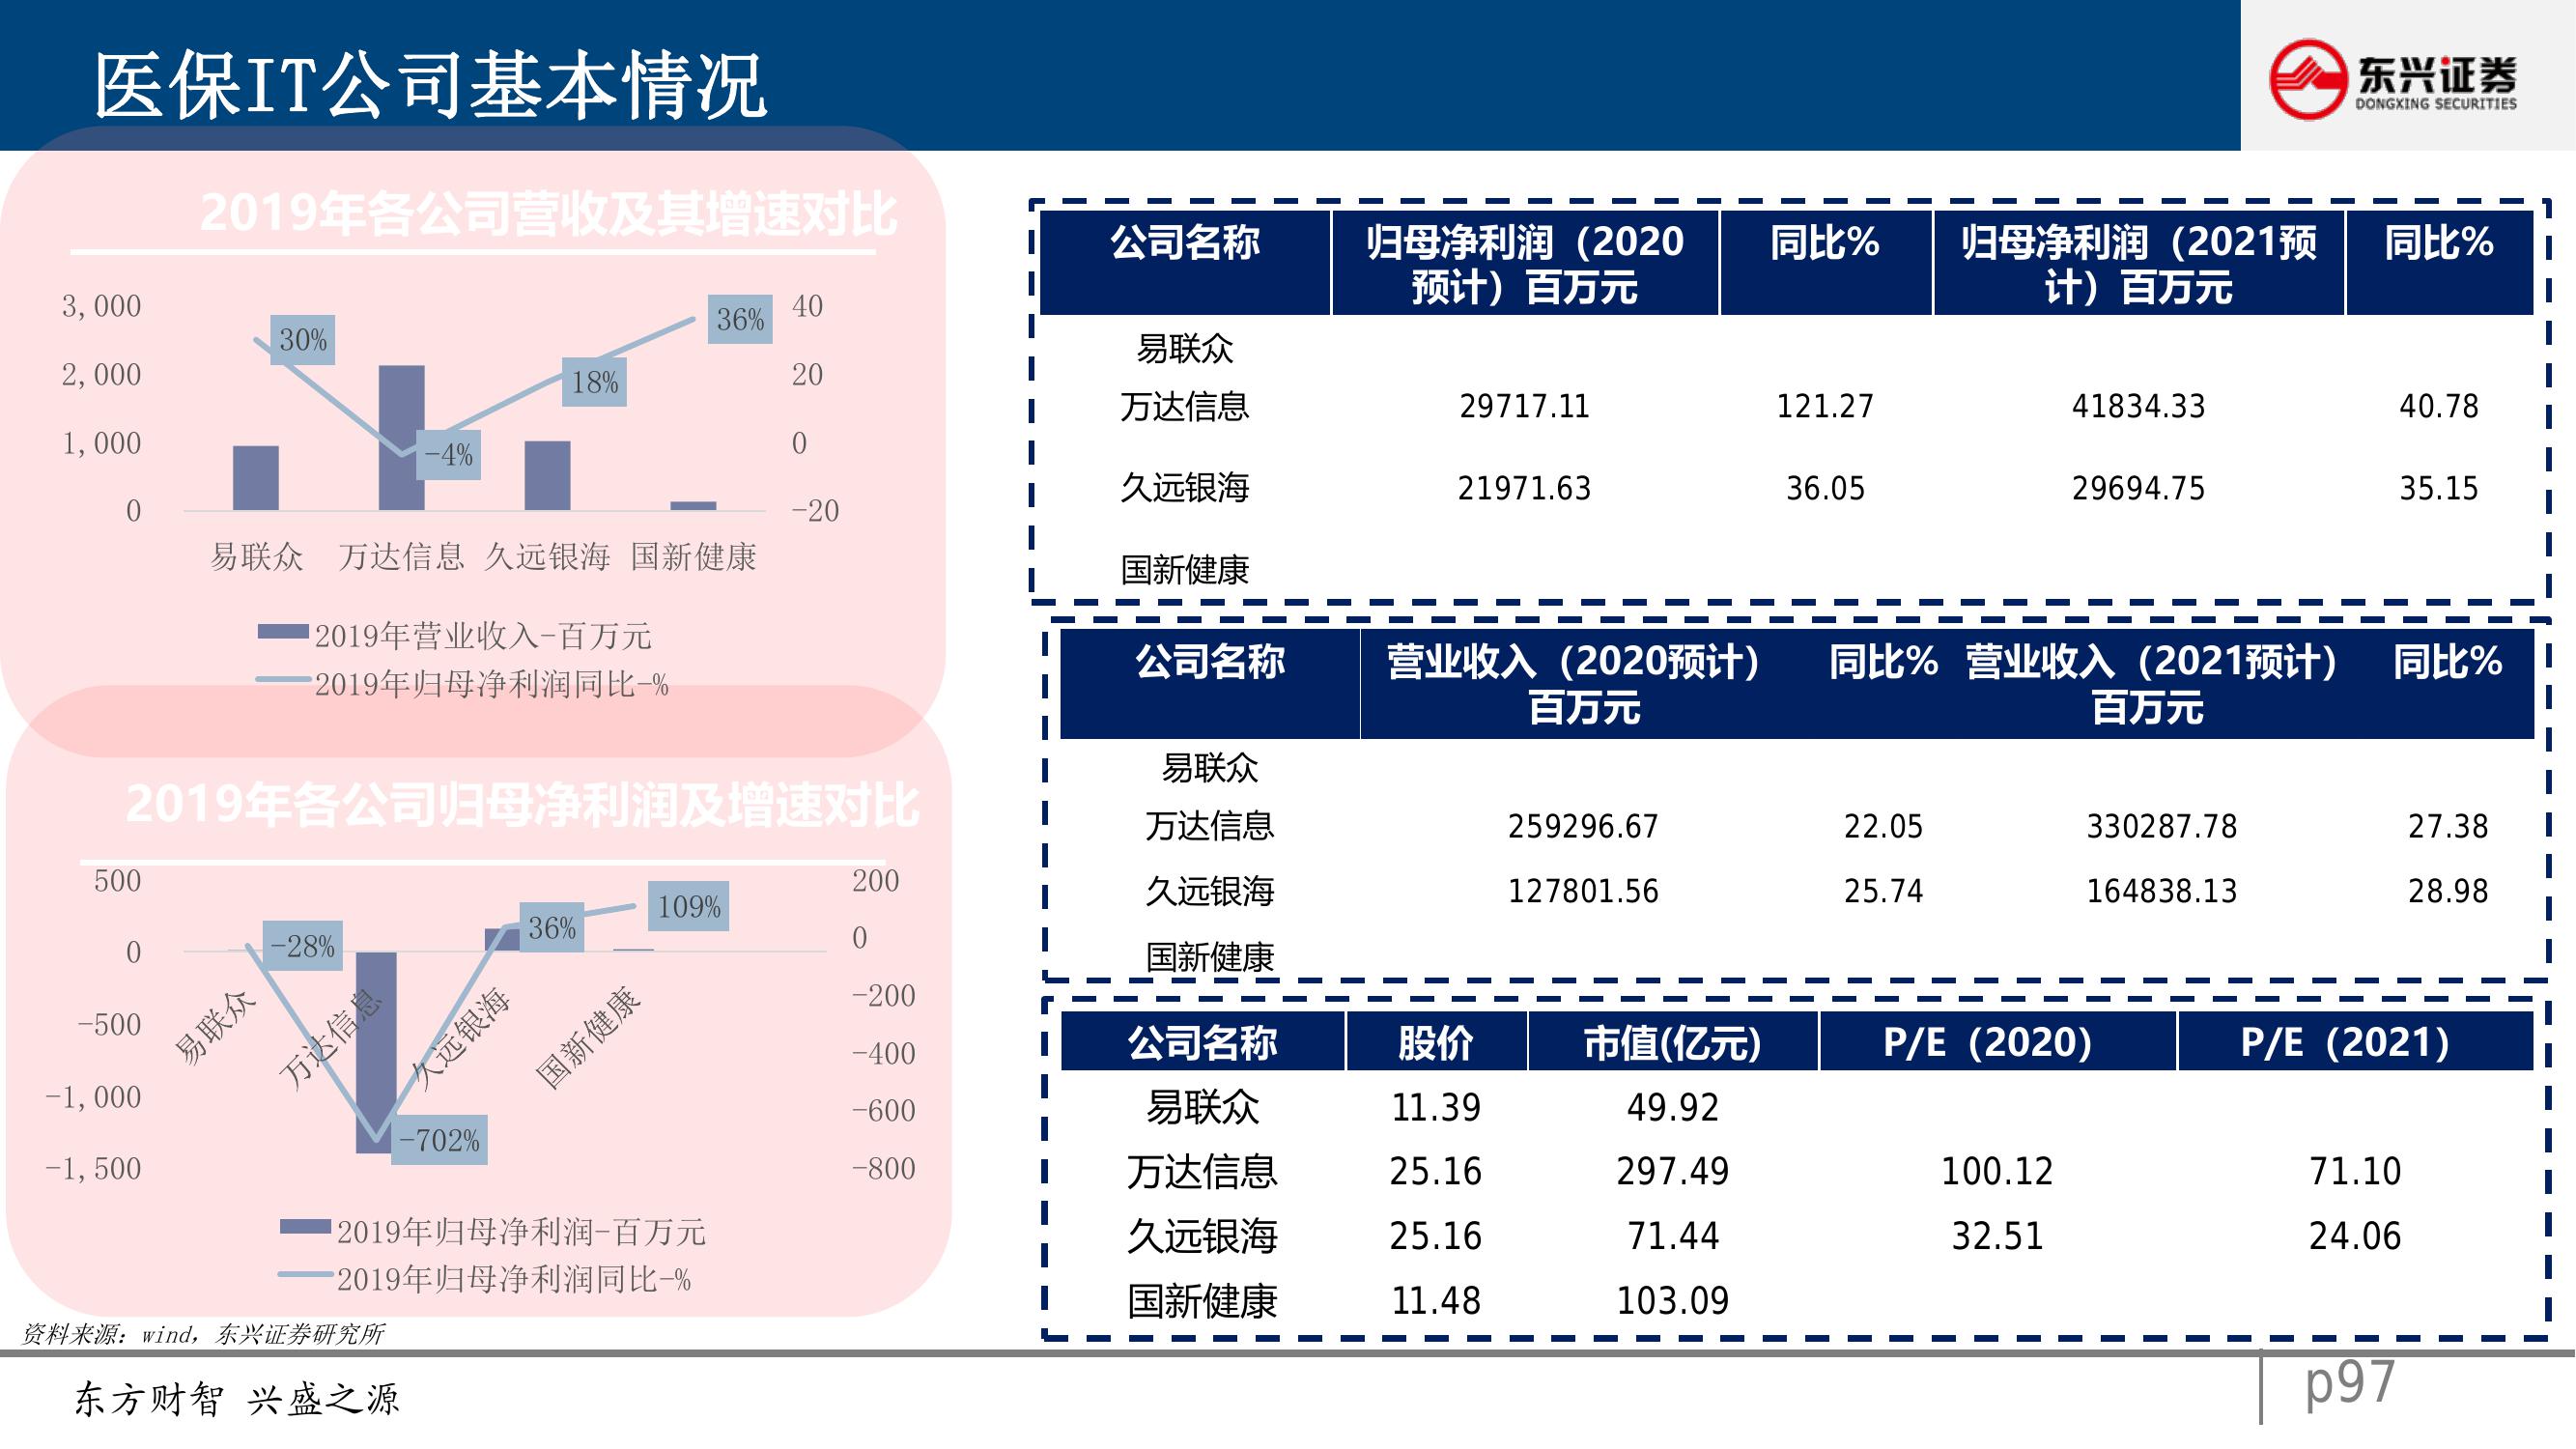 医保IT公司基本情况
东兴证券
DONGXING SECURITIES
2019年各公司营收及其增速对比
3,000
2,000
1,000
0
40
20
0
-20
30%
-4%
18%
36%
易联众 万达信息 久远银海 国新健康
2019年营业收入-百万元
2019年归母净利润同比-%
2019年各公司归母净利润及增速对比
500
0
-500
-1,000
-1,500
200
0
-200
-400
-600
-800
-28%
-702%
36%
109%
易联众 万达信息 久远银海 国新健康
2019年归母净利润-百万元
2019年归母净利润同比-%
资料来源：wind，东兴证券研究所
公司名称 归母净利润（2020 同比% 归母净利润（2021预 同比%
预计）百万元 计）百万元
易联众
万达信息 29717.11 121.27 41834.33 40.78
久远银海 21971.63 36.05 29694.75 35.15
国新健康
公司名称 营业收入（2020预计） 同比% 营业收入（2021预计） 同比%
百万元 百万元
易联众
万达信息 259296.67 22.05 330287.78 27.38
久远银海 127801.56 25.74 164838.13 28.98
国新健康
公司名称 股价 市值(亿元) P/E（2020） P/E（2021）
易联众 11.39 49.92
万达信息 25.16 297.49 100.12 71.10
久远银海 25.16 71.44 32.51 24.06
国新健康 11.48 103.09
东方财智 兴盛之源
p97